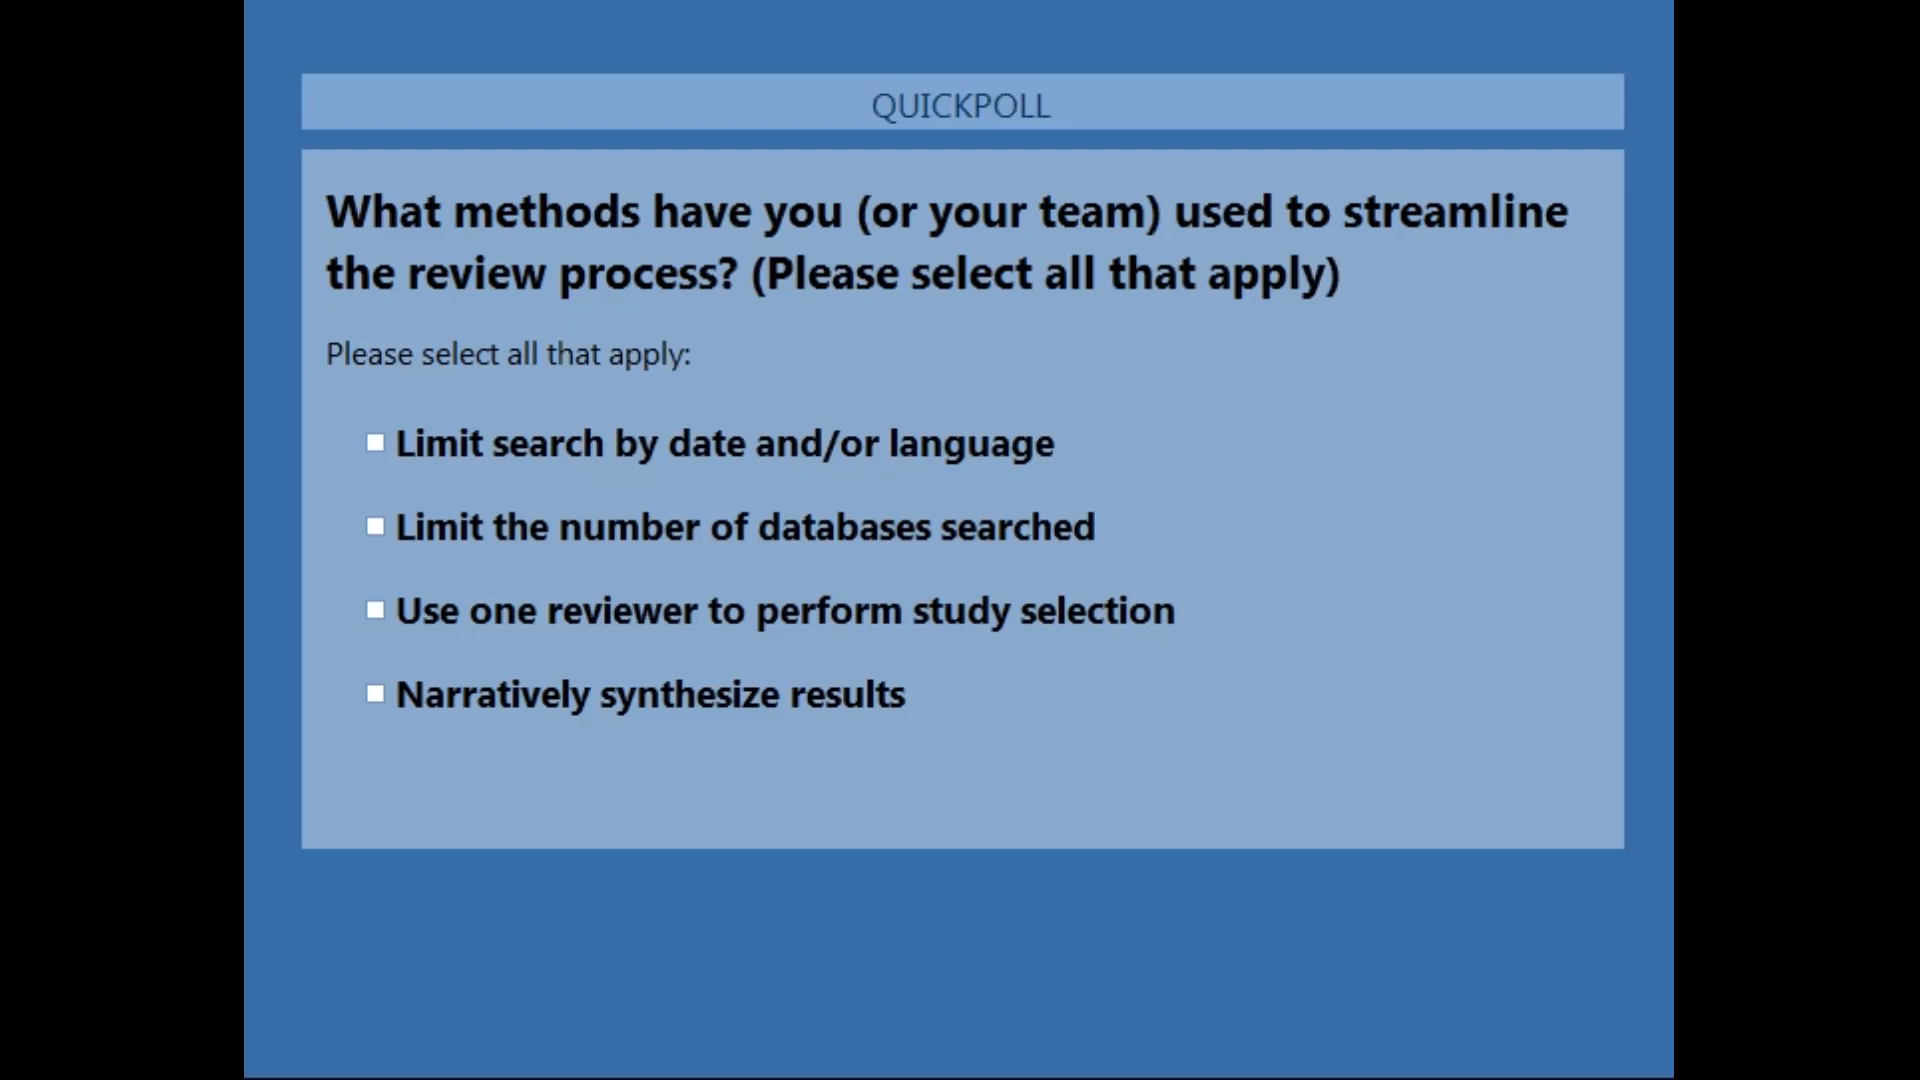 QUICKPOLL
What methods have you (or your team) used to streamline
the review process? (Please select all that apply)
Please select all that apply:
Limit search by date and/or language
Limit the number of databases searched
Use one reviewer to perform study selection
Narratively synthesize results